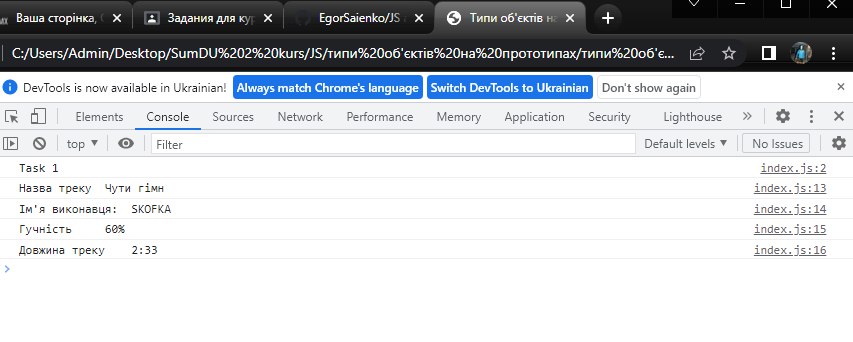 Ваша сторінка,
Задания для кур
EgorSaienko/JS
Типи об'єктів на
C:/Users/Admin/Desktop/SumDU%202%20kurs/JS/типи%20об'єктів%20на%20прототипах/типи%20об'є...
DevTools is now available in Ukrainian! Always match Chrome's language Switch DevTools to Ukrainian Don't show again
Elements Console Sources Network Performance Memory Application Security Lighthouse
top Filter Default levels No Issues
Task 1 index.js:2
Назва треку Чути гімн index.js:13
Ім'я виконавця: SKOFKA index.js:14
Гучність 60% index.js:15
Довжина треку 2:33 index.js:16